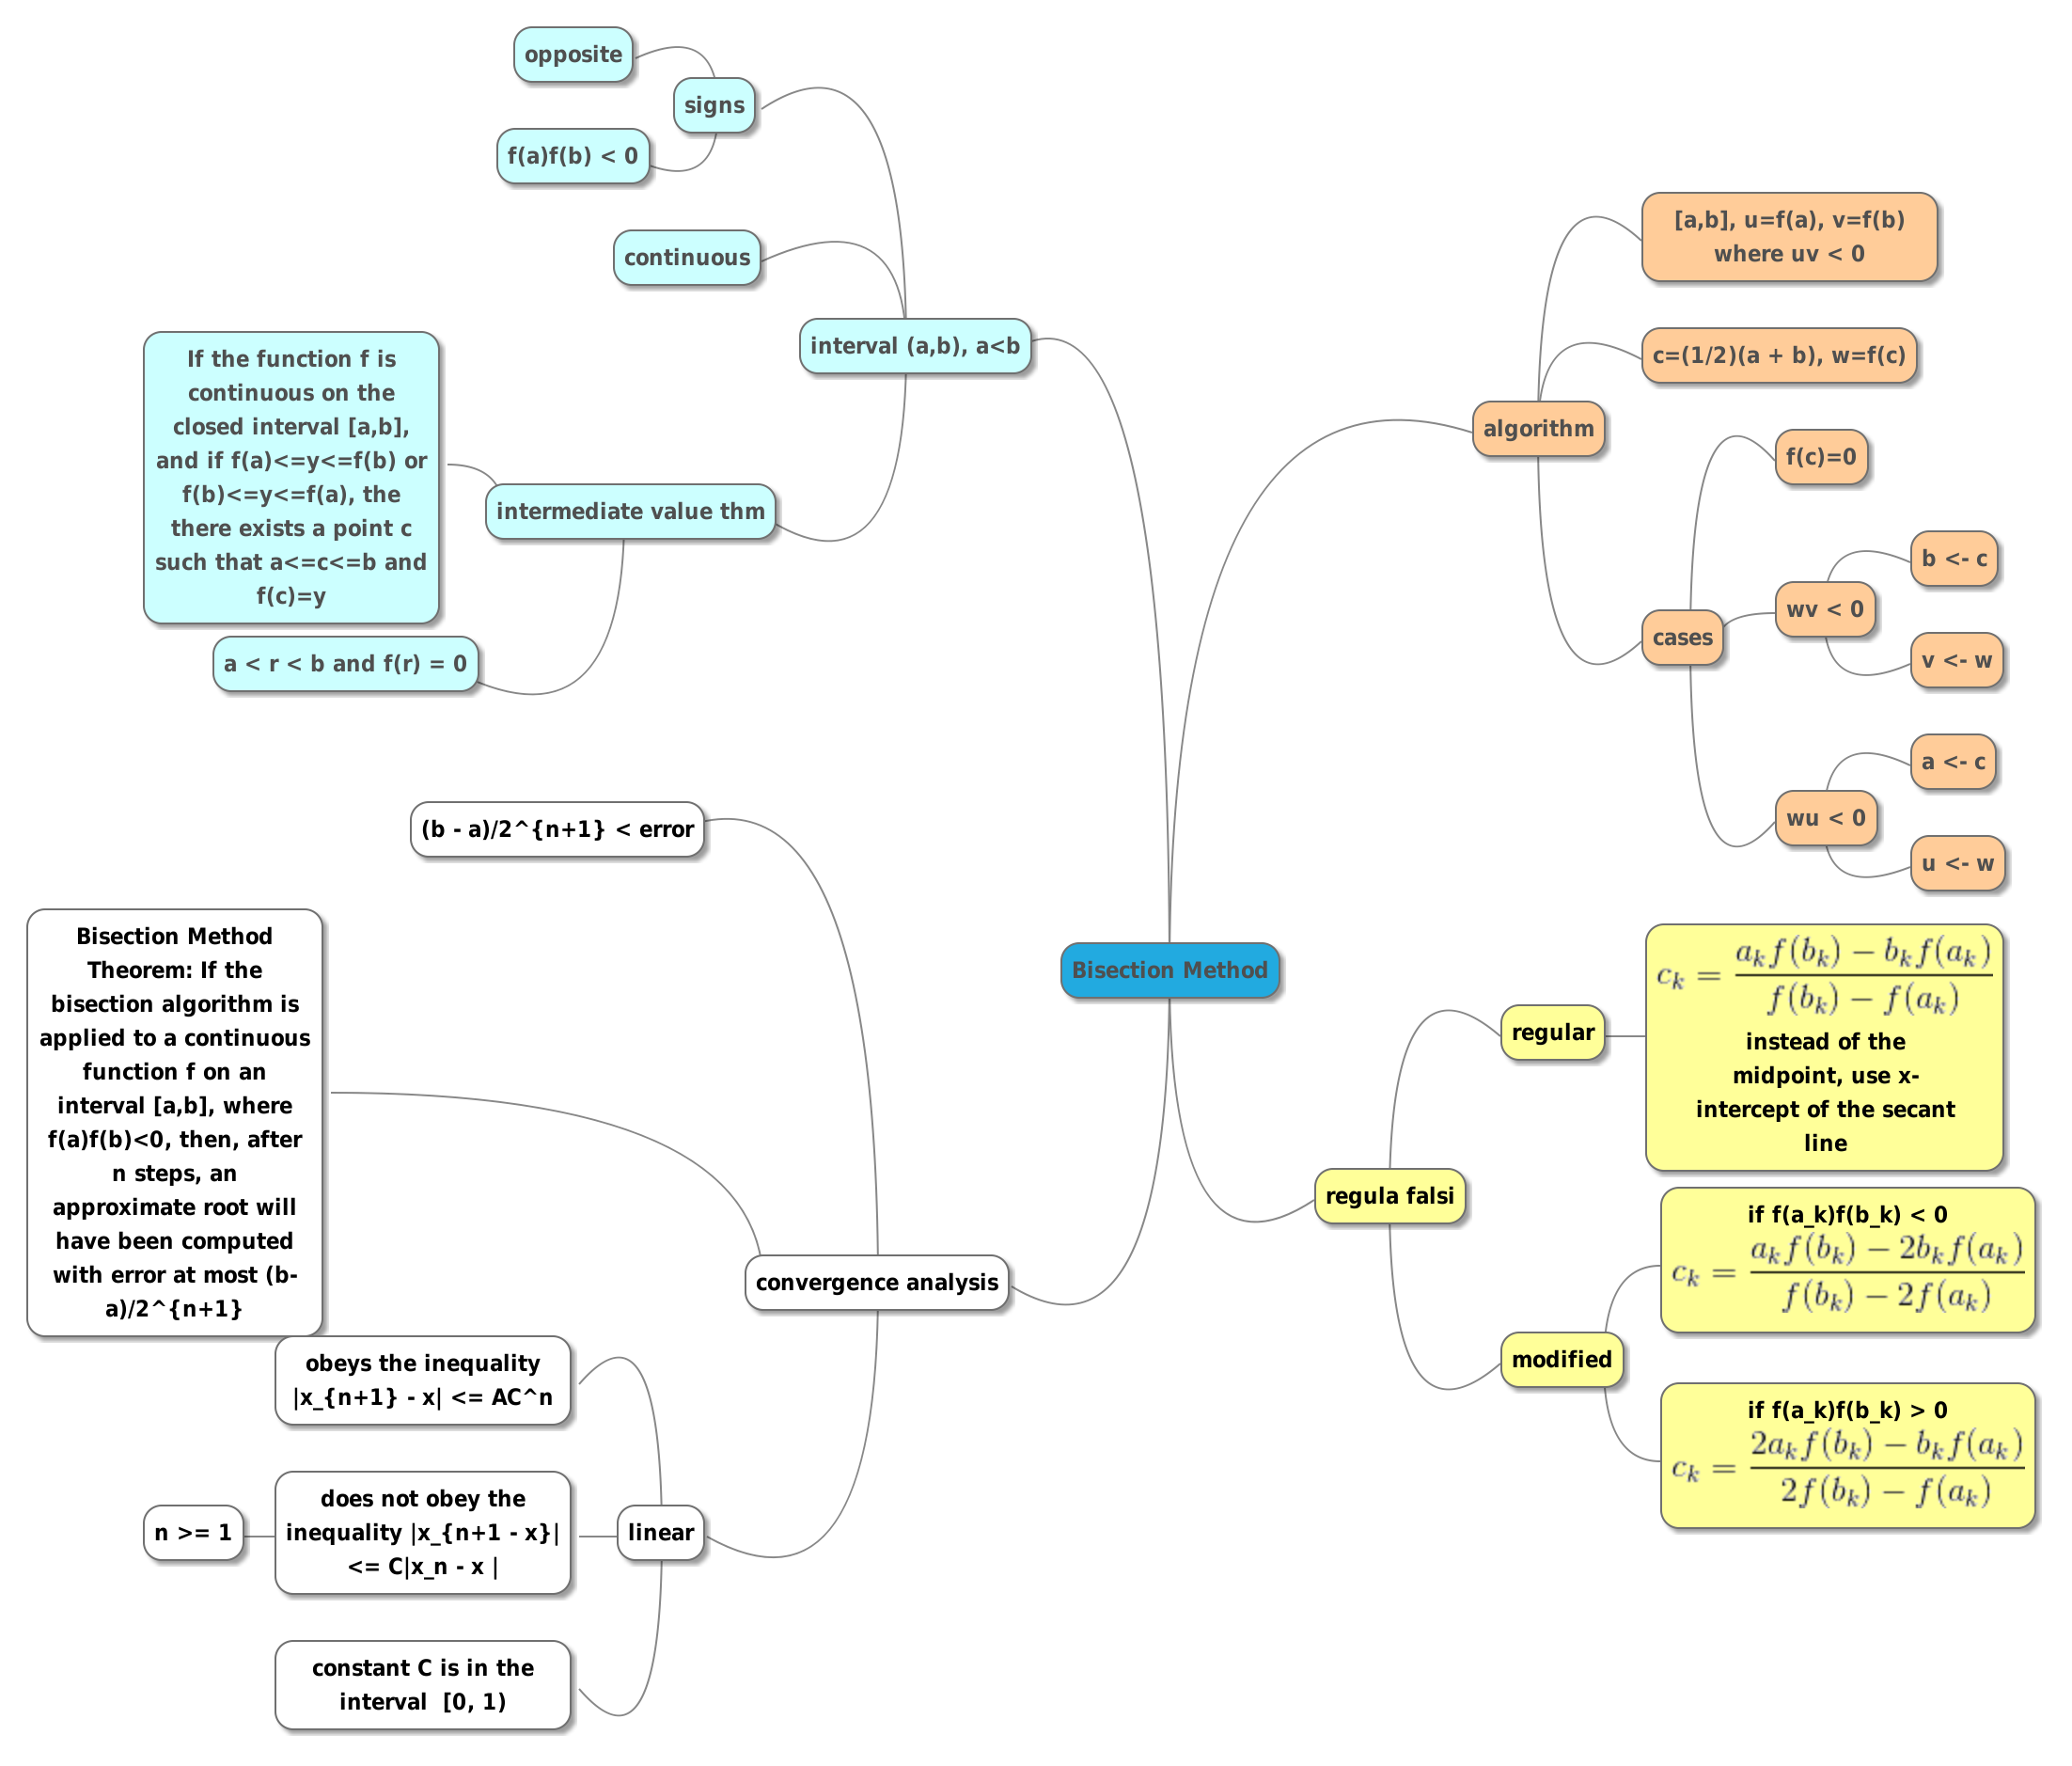 opposite
signs
f(a)f(b) < 0
continuous
interval (a,b), a<b
If the function f is
continuous on the
closed interval [a,b],
and if f(a)<=y<=f(b) or
f(b)<=y<=f(a), the
there exists a point c
such that a<=c<=b and
f(c)=y
intermediate value thm
a < r < b and f(r) = 0
[a,b], u=f(a), v=f(b)
where uv < 0
c=(1/2)(a + b), w=f(c)
algorithm
f(c)=0
b <- c
wv < 0
cases
v <- w
a <- c
wu < 0
u <- w
(b - a)/2^{n+1} < error
Bisection Method
Theorem: If the
bisection algorithm is
applied to a continuous
function f on an
interval [a,b], where
f(a)f(b)<0, then, after
n steps, an
approximate root will
have been computed
with error at most (b-
a)/2^{n+1}
Bisection Method
convergence analysis
obeys the inequality
|x_{n+1} - x| <= AC^n
n >= 1
does not obey the
inequality |x_{n+1 - x}|
<= C|x_n - x |
linear
constant C is in the
interval  [0, 1)
regula falsi
regular
c_k = \frac{a_k f(b_k) - b_k f(a_k)}{f(b_k) - f(a_k)}
instead of the
midpoint, use x-
intercept of the secant
line
modified
if f(a_k)f(b_k) < 0
c_k = \frac{a_k f(b_k) - 2b_k f(a_k)}{f(b_k) - 2f(a_k)}
if f(a_k)f(b_k) > 0
c_k = \frac{2a_k f(b_k) - b_k f(a_k)}{2f(b_k) - f(a_k)}